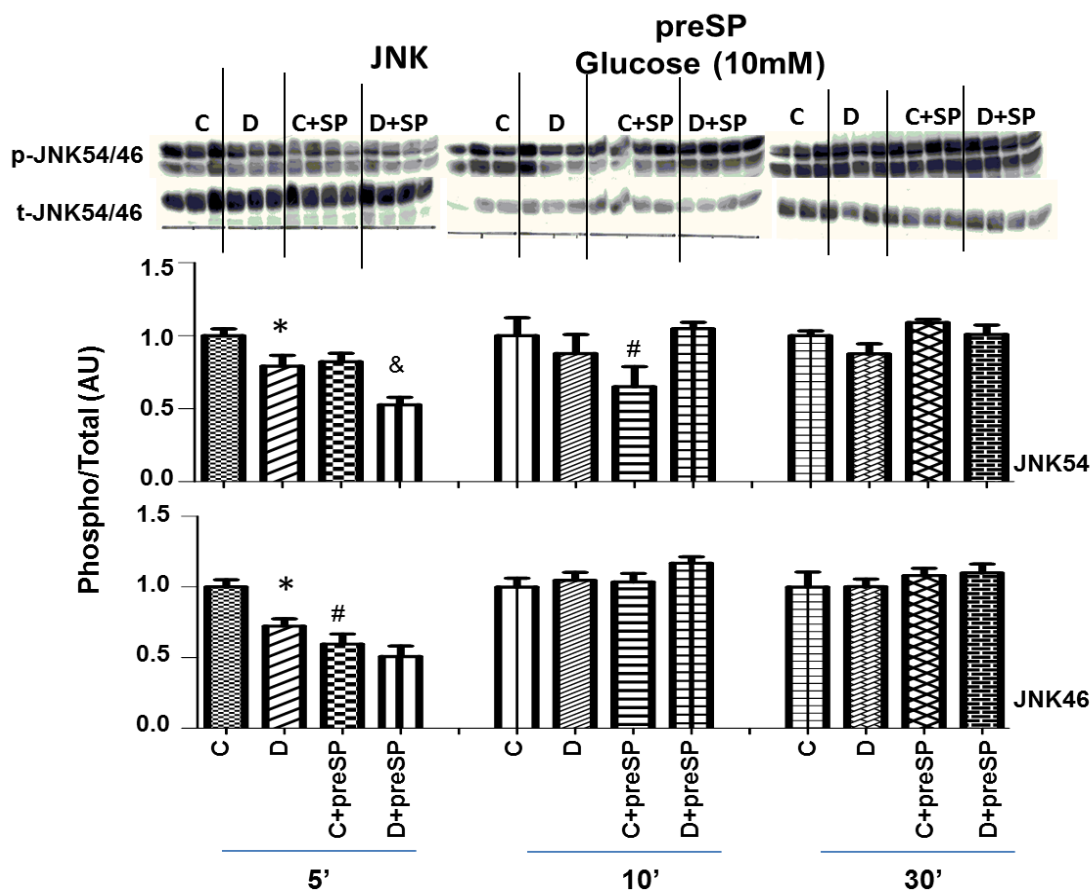 JNK
preSP
Glucose (10mM)
C D C+SP D+SP C D C+SP D+SP C D C+SP D+SP
p-JNK54/46
t-JNK54/46
Phospho/Total (AU)
1.5
1.0
0.5
0.0
* & #
JNK54
1.5
1.0
0.5
0.0
* #
JNK46
C D C+preSP D+preSP C D C+preSP D+preSP C D C+preSP D+preSP
5’ 10’ 30’